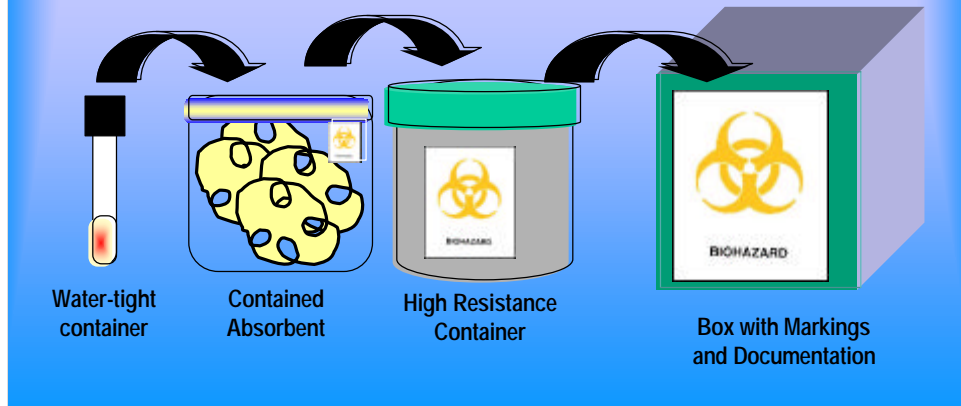 BIOHAZARD
BIOHAZARD
Water-tight
container
Contained
Absorbent
High Resistance
Container
Box with Markings
and Documentation